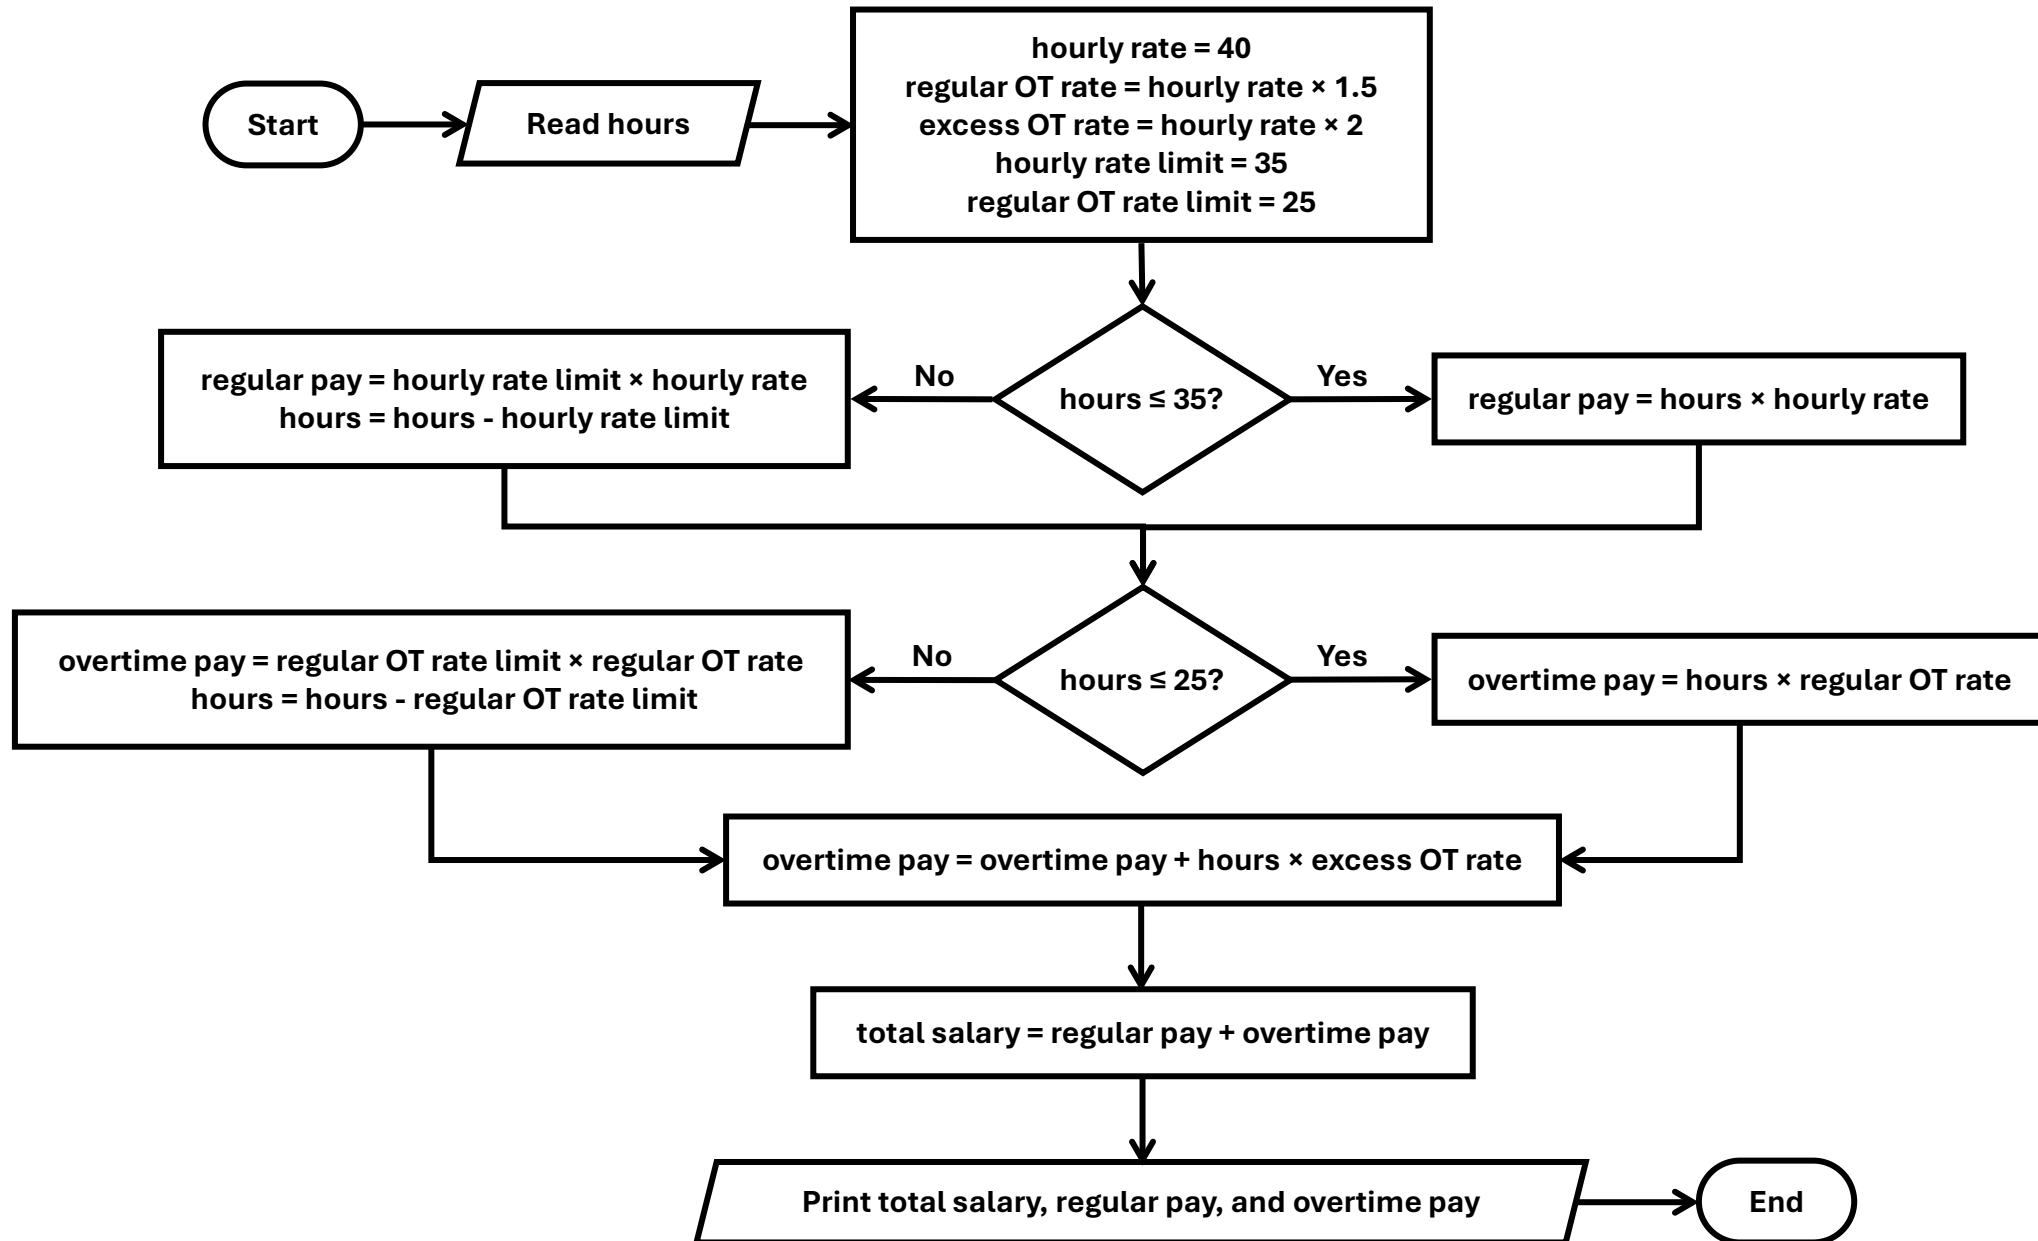 Start
Read hours
hourly rate = 40
regular OT rate = hourly rate × 1.5
excess OT rate = hourly rate × 2
hourly rate limit = 35
regular OT rate limit = 25
regular pay = hourly rate limit × hourly rate
hours = hours - hourly rate limit
No
hours ≤ 35?
Yes
regular pay = hours × hourly rate
overtime pay = regular OT rate limit × regular OT rate
hours = hours - regular OT rate limit
No
hours ≤ 25?
Yes
overtime pay = hours × regular OT rate
overtime pay = overtime pay + hours × excess OT rate
total salary = regular pay + overtime pay
Print total salary, regular pay, and overtime pay
End